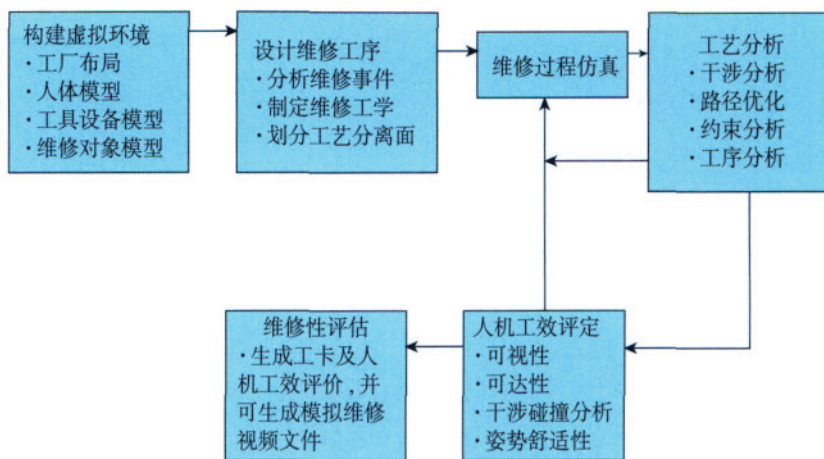 构建虚拟环境
·工厂布局
·人体模型
·工具设备模型
·维修对象模型
设计维修工序
·分析维修事件
·制定维修工学
·划分工艺分离面
维修过程仿真
工艺分析
·干涉分析
·路径优化
·约束分析
·工序分析
人机工效评定
·可视性
·可达性
·干涉碰撞分析
·姿势舒适性
维修性评估
·生成工卡及人
机工效评价,并
可生成模拟维修
视频文件